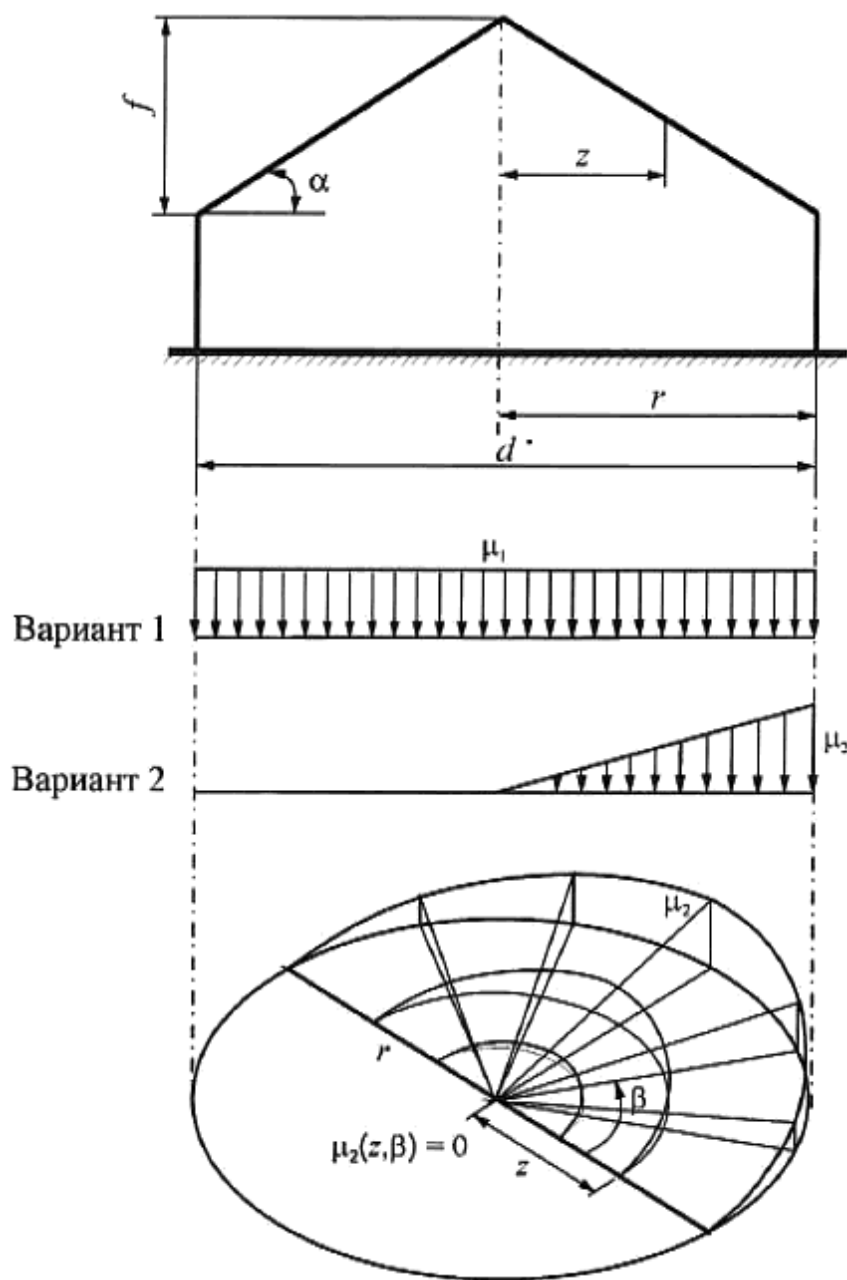 f
α
z
r
d
μ₁
Вариант 1
μ₂
Вариант 2
μ₂
r
β
μ₂(z,β) = 0
z